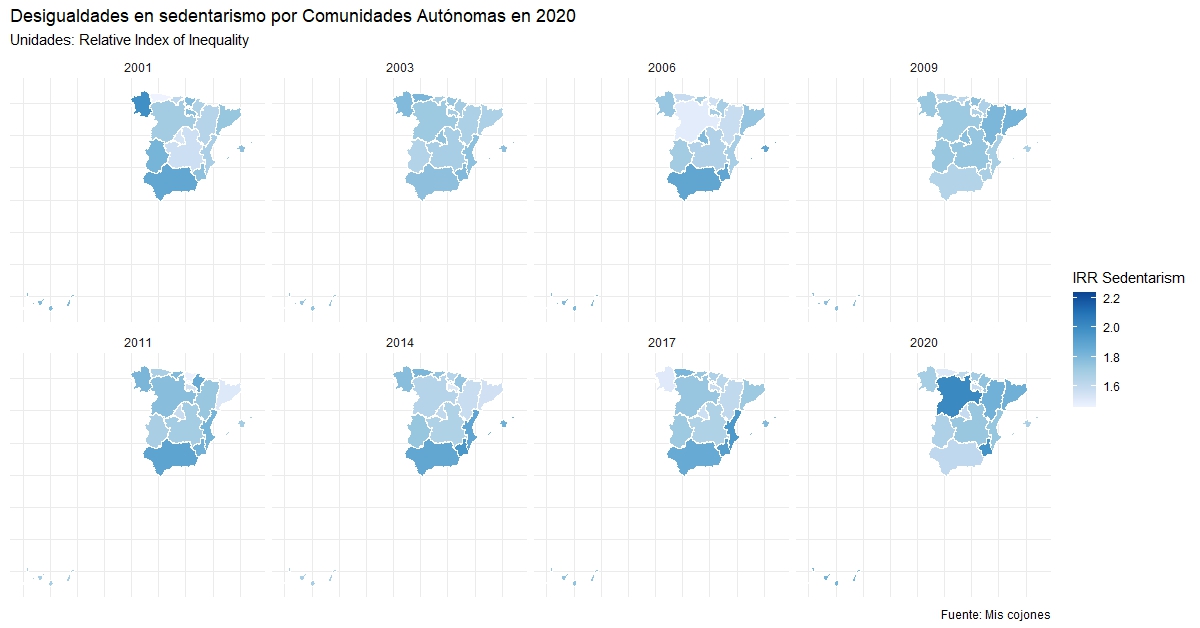 Desigualdades en sedentarismo por Comunidades Autónomas en 2020
Unidades: Relative Index of Inequality
2001 2003 2006 2009
IRR Sedentarism
2.2
2.0
1.8
1.6
2011 2014 2017 2020
Fuente: Mis cojones